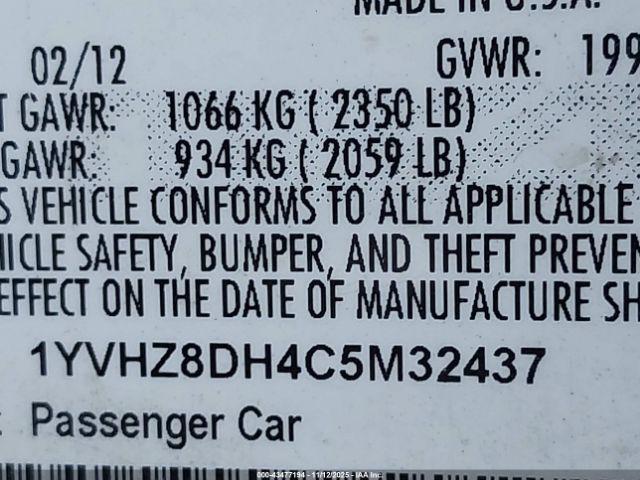 MADE IN U.S.A.
02/12 GVWR: 199
T GAWR: 1066 KG ( 2350 LB)
GAWR: 934 KG ( 2059 LB)
S VEHICLE CONFORMS TO ALL APPLICABLE
HICLE SAFETY, BUMPER, AND THEFT PREVEN
EFFECT ON THE DATE OF MANUFACTURE SH
1YVHZ8DH4C5M32437
: Passenger Car
000-43477194 - 11/12/2025 - IAA Inc.